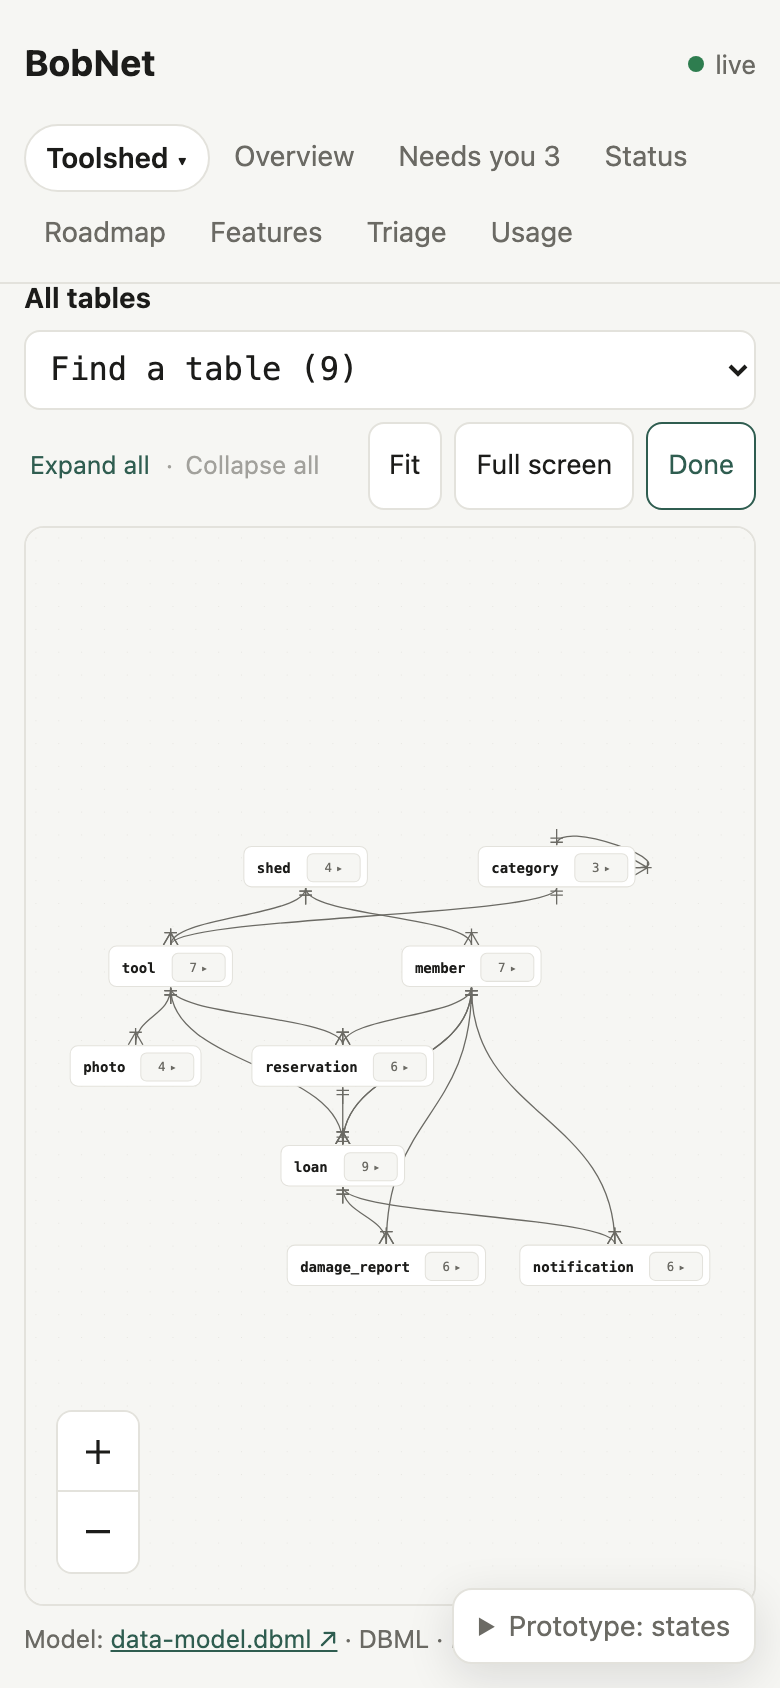 BobNet
live
Toolshed ▾ Overview Needs you 3 Status
Roadmap Features Triage Usage
All tables
Find a table (9)
Expand all · Collapse all Fit Full screen Done
shed 4 ▸ category 3 ▸
tool 7 ▸ member 7 ▸
photo 4 ▸ reservation 6 ▸
loan 9 ▸
damage_report 6 ▸ notification 6 ▸
+
−
Model: data-model.dbml ↗ · DBML ·
▶ Prototype: states